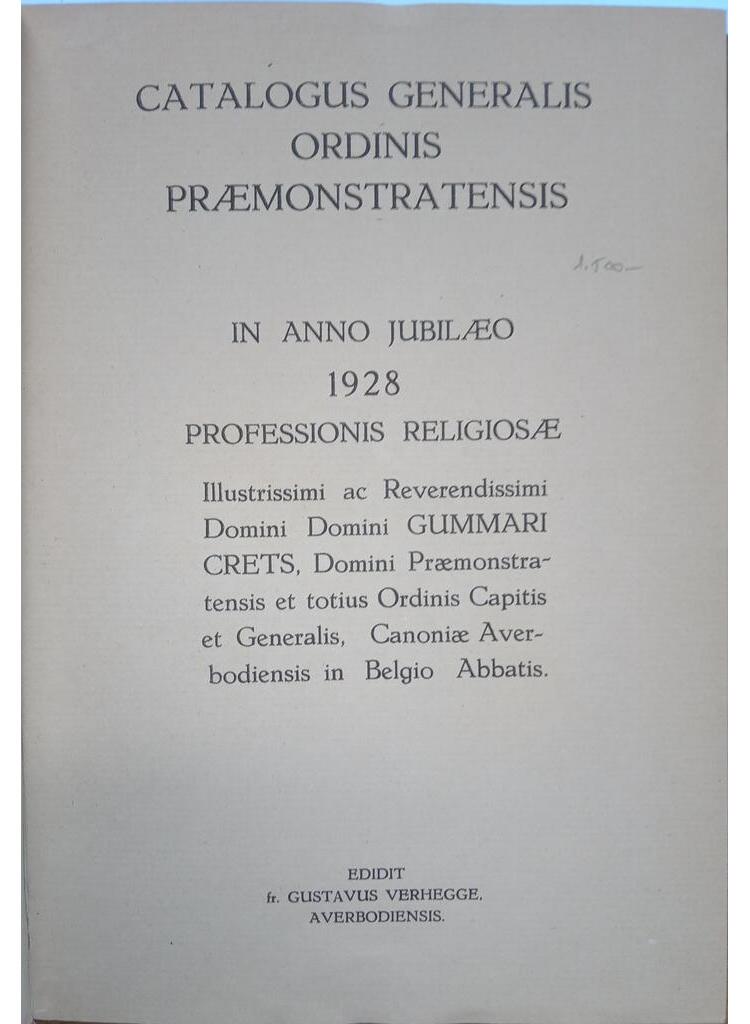 CATALOGUS GENERALIS
ORDINIS
PRÆMONSTRATENSIS
1.500-
IN ANNO JUBILÆO
1928
PROFESSIONIS RELIGIOSÆ
Illustrissimi ac Reverendissimi
Domini Domini GUMMARI
CRETS, Domini Præmonstra-
tensis et totius Ordinis Capitis
et Generalis, Canoniæ Aver-
bodiensis in Belgio Abbatis.
EDIDIT
fr. GUSTAVUS VERHEGGE,
AVERBODIENSIS.